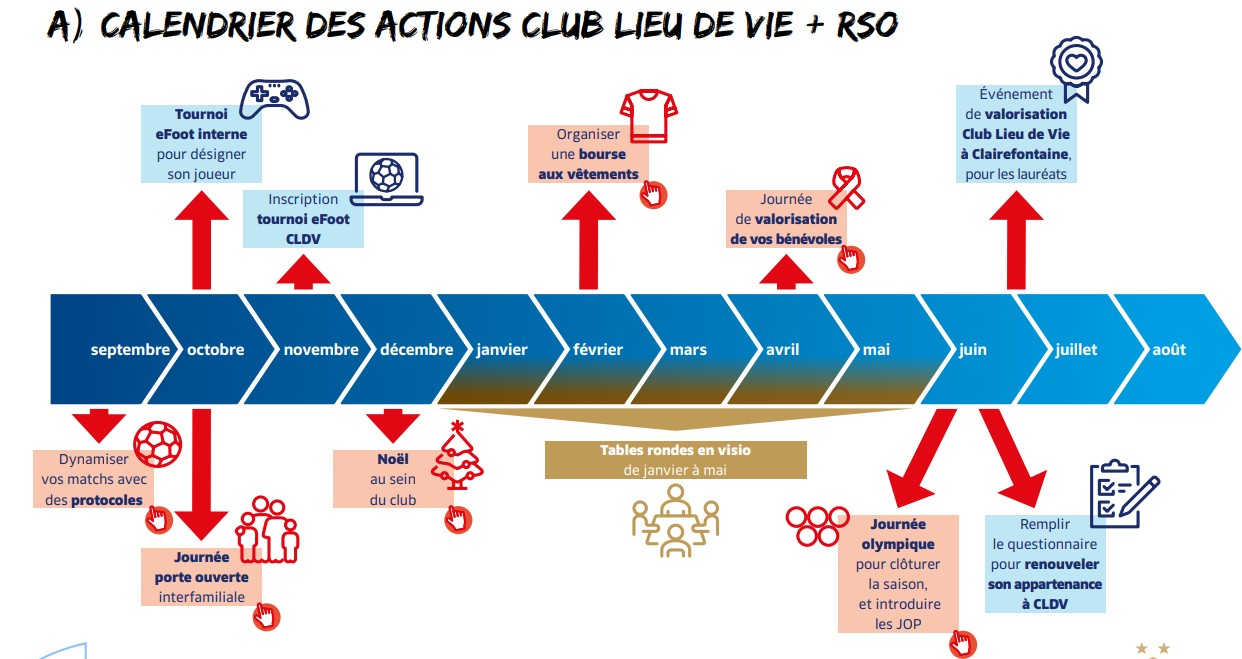 A) CALENDRIER DES ACTIONS CLUB LIEU DE VIE + RSO
Tournoi
eFoot interne
pour désigner
son joueur
Inscription
tournoi eFoot
CLDV
Organiser
une bourse
aux vêtements
Journée
de valorisation
de vos bénévoles
Événement
de valorisation
Club Lieu de Vie
à Clairefontaine,
pour les lauréats
septembre
octobre
novembre
décembre
janvier
février
mars
avril
mai
juin
juillet
août
Dynamiser
vos matchs avec
des protocoles
Journée
porte ouverte
interfamiliale
Noël
au sein
du club
Tables rondes en visio
de janvier à mai
Journée
olympique
pour clôturer
la saison,
et introduire
les JOP
Remplir
le questionnaire
pour renouveler
son appartenance
à CLDV